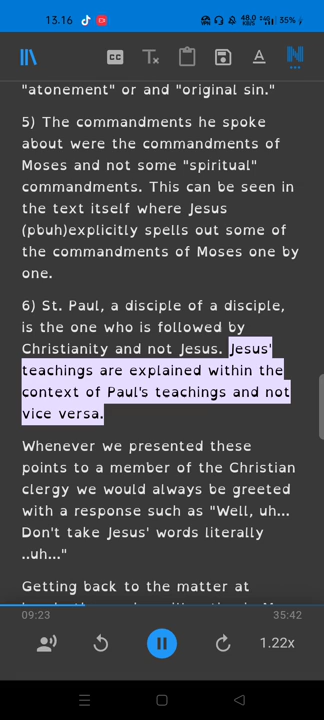 13.16
48.0
KB/S
35%
CC
T×
A
N
"atonement" or and "original sin."
5) The commandments he spoke
about were the commandments of
Moses and not some "spiritual"
commandments. This can be seen in
the text itself where Jesus
(pbuh)explicitly spells out some of
the commandments of Moses one by
one.
6) St. Paul, a disciple of a disciple,
is the one who is followed by
Christianity and not Jesus. Jesus'
teachings are explained within the
context of Paul's teachings and not
vice versa.
Whenever we presented these
points to a member of the Christian
clergy we would always be greeted
with a response such as "Well, uh...
Don't take Jesus' words literally
..uh..."
Getting back to the matter at
09:23
35:42
1.22x